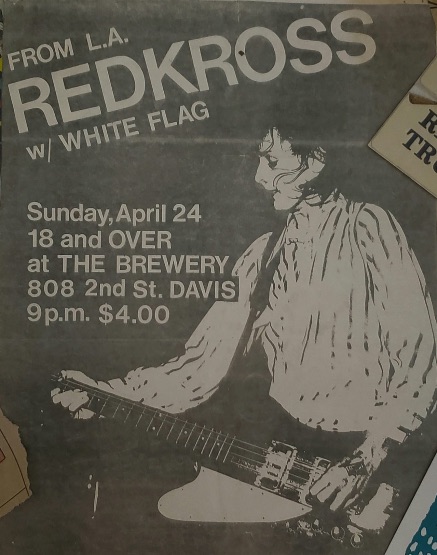 FROM L.A.
REDKROSS
w/ WHITE FLAG
Sunday, April 24
18 and OVER
at THE BREWERY
808 2nd St. DAVIS
9p.m. $4.00